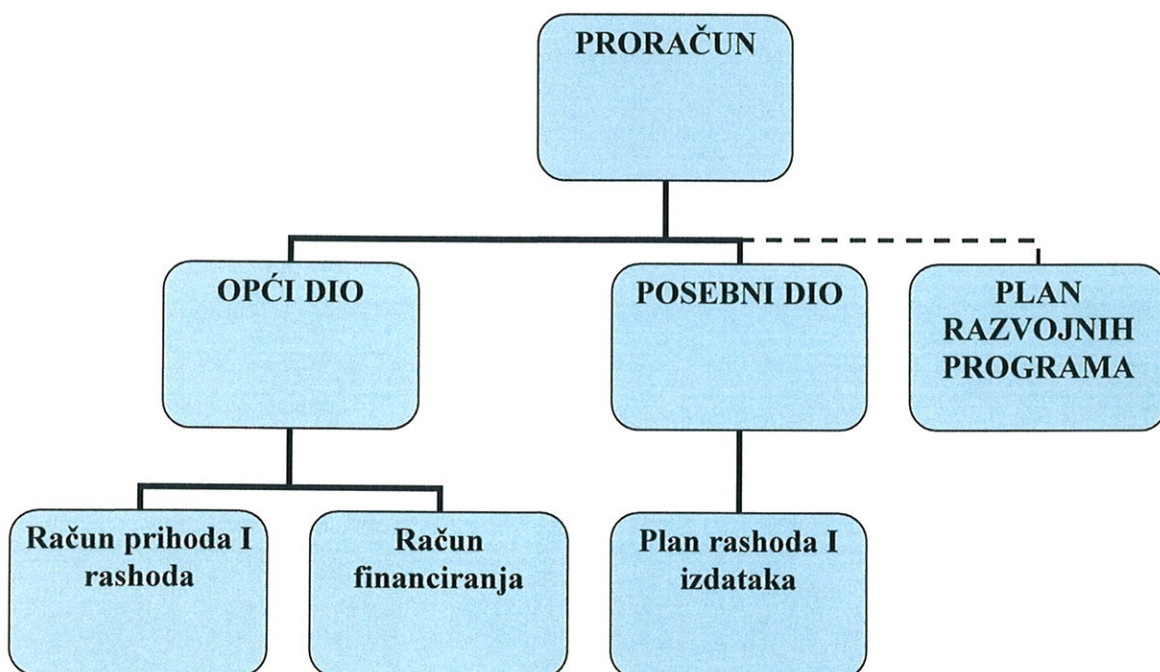 PRORAČUN
OPĆI DIO
POSEBNI DIO
PLAN
RAZVOJNIH
PROGRAMA
Račun prihoda I
rashoda
Račun
financiranja
Plan rashoda I
izdataka